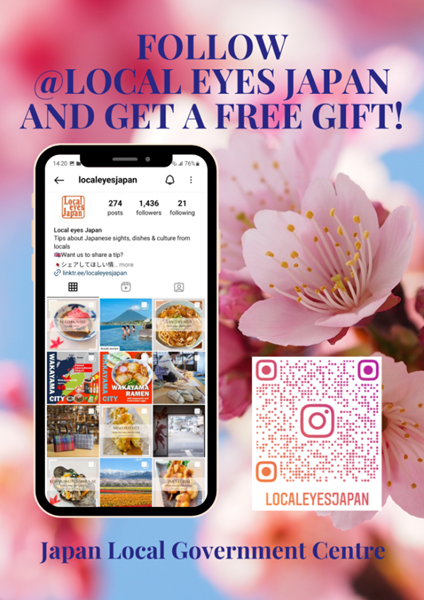 FOLLOW
@LOCAL EYES JAPAN
AND GET A FREE GIFT!
14:20
76%
localeyesjapan
Local
eyes
Japan
274
1,436
21
posts
followers
following
Local eyes Japan
Tips about Japanese sights, dishes & culture from
locals
Want us to share a tip?
シェアしてほしい情... more
linktr.ee/localeyesjapan
WAKAYAMA
CITY
WAKAYAMA
RAMEN
WAKAYAMA
CITY
LOCALEYESJAPAN
Japan Local Government Centre